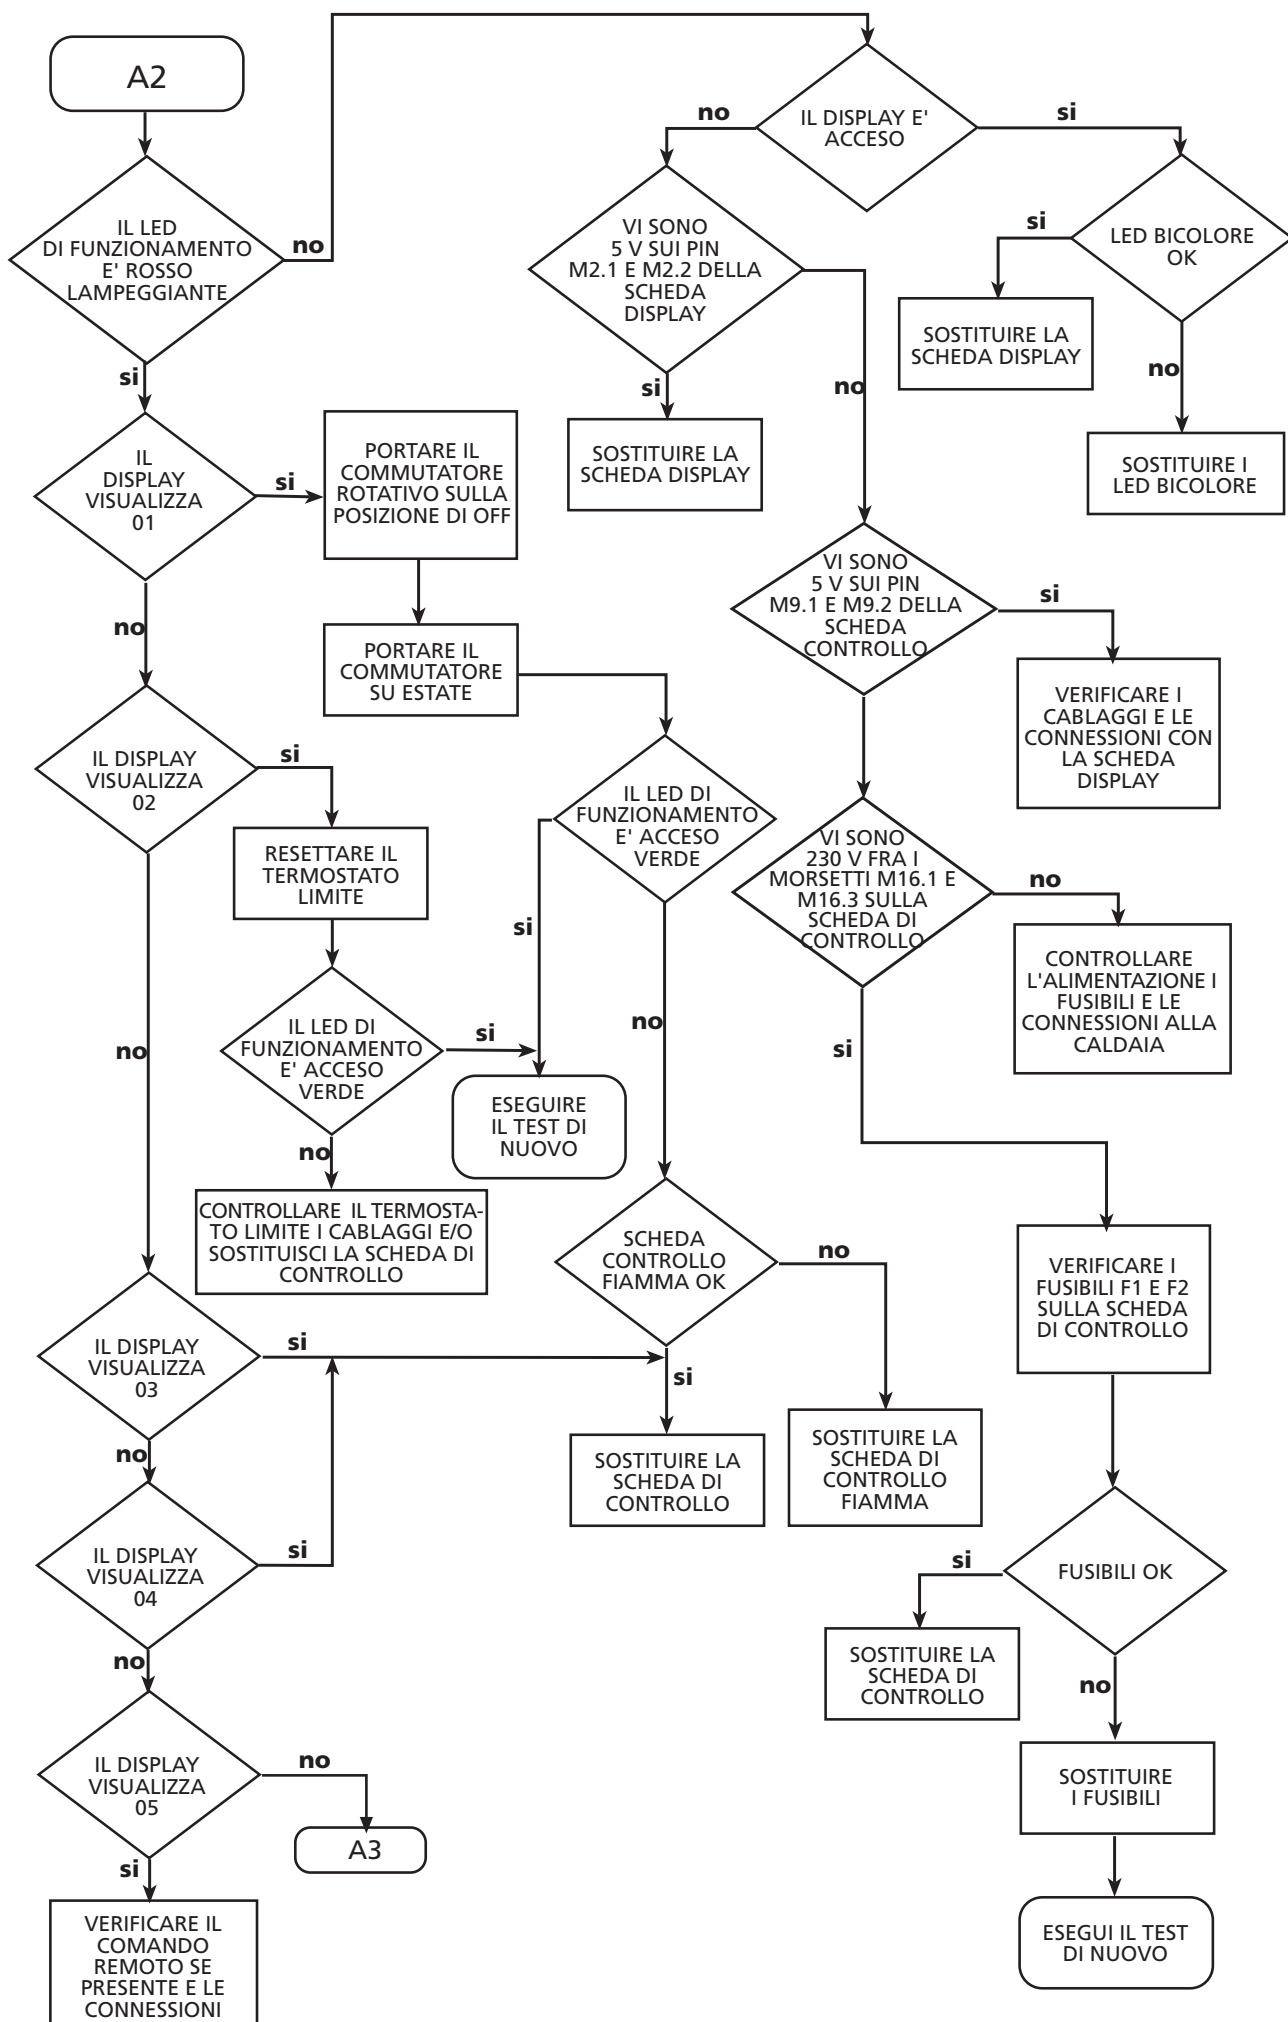 A2
IL LED
DI FUNZIONAMENTO
E' ROSSO
LAMPEGGIANTE
no
si
IL DISPLAY E'
ACCESO
no
si
VI SONO
5 V SUI PIN
M2.1 E M2.2 DELLA
SCHEDA
DISPLAY
si
no
SOSTITUIRE LA
SCHEDA DISPLAY
LED BICOLORE
OK
si
no
SOSTITUIRE LA
SCHEDA DISPLAY
SOSTITUIRE I
LED BICOLORE
IL
DISPLAY
VISUALIZZA
01
si
no
PORTARE IL
COMMUTATORE
ROTATIVO SULLA
POSIZIONE DI OFF
PORTARE IL
COMMUTATORE
SU ESTATE
VI SONO
5 V SUI PIN
M9.1 E M9.2 DELLA
SCHEDA
CONTROLLO
si
VERIFICARE I
CABLAGGI E LE
CONNESSIONI CON
LA SCHEDA
DISPLAY
IL DISPLAY
VISUALIZZA
02
si
no
RESETTARE IL
TERMOSTATO
LIMITE
IL LED DI
FUNZIONAMENTO
E' ACCESO
VERDE
si
no
VI SONO
230 V FRA I
MORSETTI M16.1 E
M16.3 SULLA
SCHEDA DI
CONTROLLO
no
si
CONTROLLARE
L'ALIMENTAZIONE I
FUSIBILI E LE
CONNESSIONI ALLA
CALDAIA
IL LED DI
FUNZIONAMENTO
E' ACCESO
VERDE
si
no
ESEGUIRE
IL TEST DI
NUOVO
CONTROLLARE IL TERMOSTA-
TO LIMITE I CABLAGGI E/O
SOSTITUISCI LA SCHEDA DI
CONTROLLO
SCHEDA
CONTROLLO
FIAMMA OK
no
si
VERIFICARE I
FUSIBILI F1 E F2
SULLA SCHEDA
DI CONTROLLO
IL DISPLAY
VISUALIZZA
03
si
no
SOSTITUIRE LA
SCHEDA DI
CONTROLLO
SOSTITUIRE LA
SCHEDA DI
CONTROLLO
FIAMMA
IL DISPLAY
VISUALIZZA
04
si
no
FUSIBILI OK
si
no
SOSTITUIRE LA
SCHEDA DI
CONTROLLO
IL DISPLAY
VISUALIZZA
05
no
si
A3
SOSTITUIRE
I FUSIBILI
VERIFICARE IL
COMANDO
REMOTO SE
PRESENTE E LE
CONNESSIONI
ESEGUI IL TEST
DI NUOVO